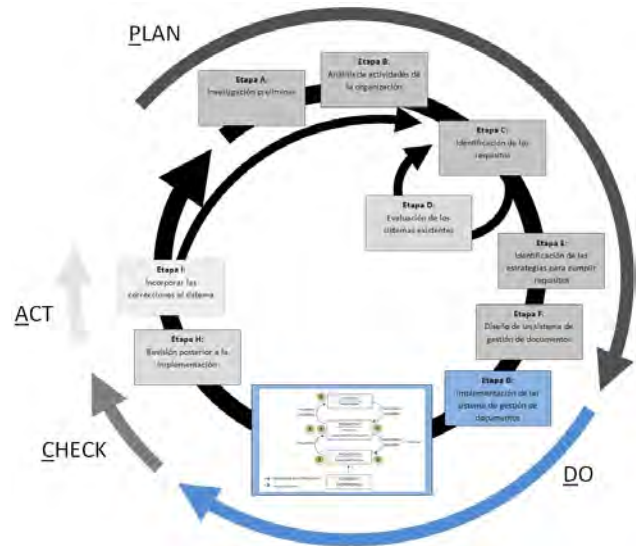 PLAN
Etapa A:
Investigación preliminar
Etapa B:
Análisis de actividades de
la organización
Etapa C:
Identificación de los
requisitos
Etapa D:
Evaluación de los
sistemas existentes
Etapa E:
Identificación de las
estrategias para cumplir
requisitos
Etapa F:
Diseño de un sistema de
gestión de documentos
Etapa G:
Implementación de un
sistema de gestión de
documentos
DO
Etapa H:
Revisión posterior a la
implementación
Etapa I:
Incorporar las
correcciones al sistema
CHECK
ACT